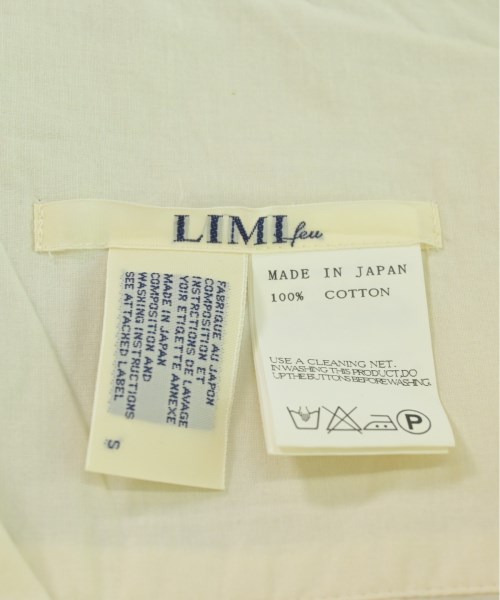 LIMI feu
FABRIQUE AU JAPON
COMPOSITION ET
INSTRUCTIONS DE LAVAGE
VOIR ETIQETTE ANNEXE
MADE IN JAPAN
COMPOSITION AND
WASHING INSTRUCTIONS
SEE ATTACHED LABEL
S
MADE IN JAPAN
100% COTTON
USE A CLEANING NET.
IN WASHING THIS PRODUCT,DO
UP THE BUTTONS BEFORE WASHING.
P